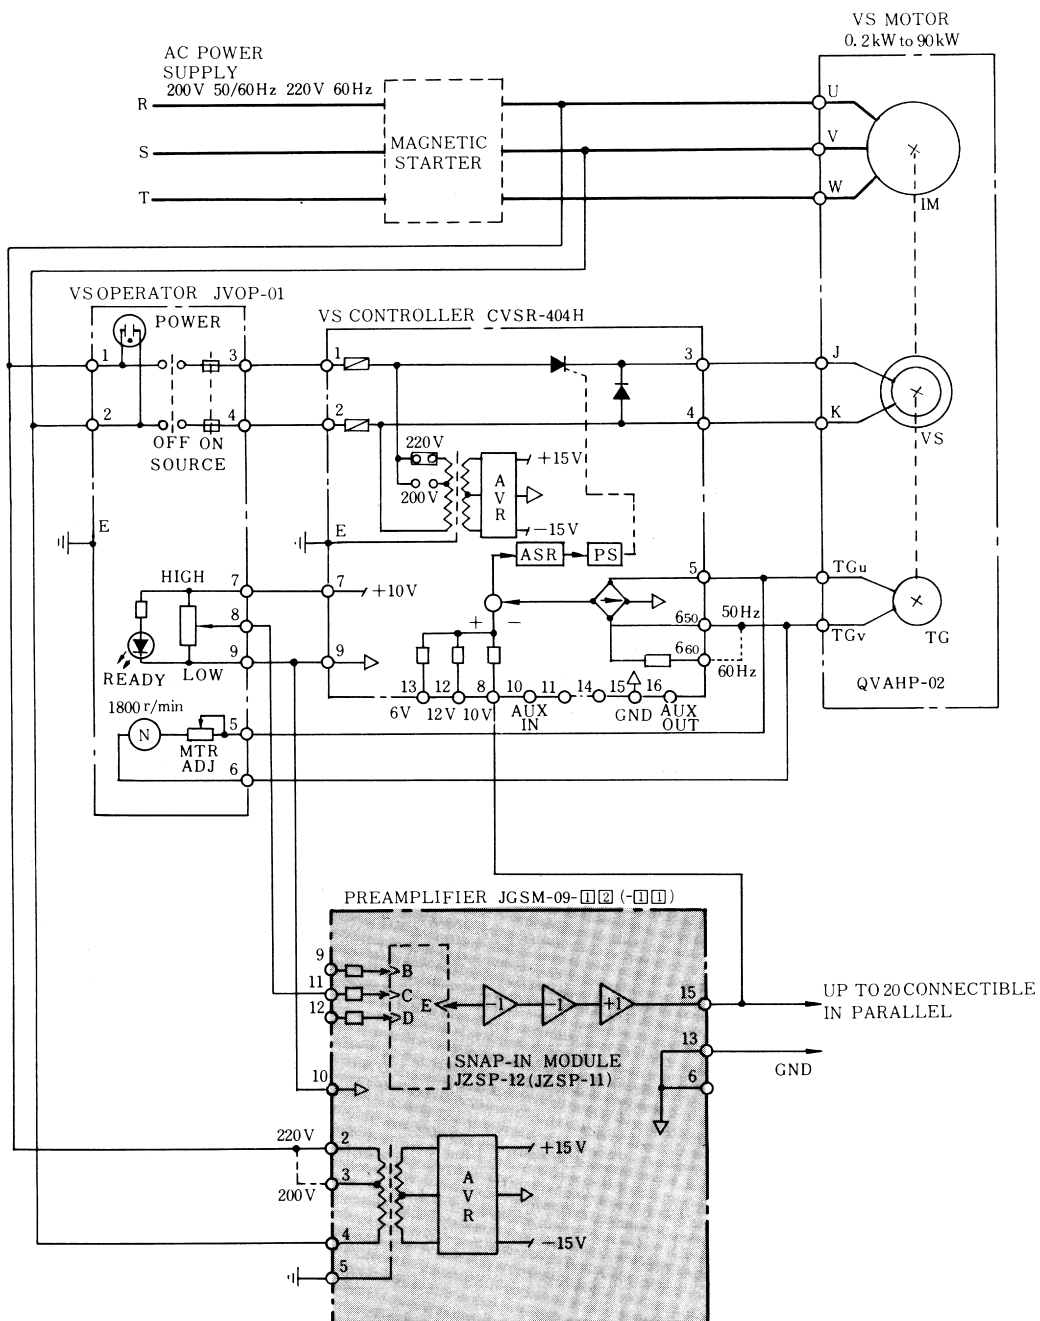 VS MOTOR
0.2kW to 90kW
AC POWER
SUPPLY
200V 50/60Hz 220V 60Hz
R
S
T
MAGNETIC
STARTER
U
V
W
IM
VS OPERATOR JVOP-01
POWER
1
2
3
4
OFF ON
SOURCE
E
VS CONTROLLER CVSR-404H
1
2
3
4
220V
200V
A
V
R
+15V
-15V
E
ASR
PS
J
K
VS
HIGH
7
8
9
LOW
READY
7
+10V
9
+
-
5
650
660
50Hz
60Hz
TGu
TGv
TG
QVAHP-02
13
12
8
10
11
14
15
16
6V
12V
10V
AUX
IN
GND
AUX
OUT
1800 r/min
N
MTR
ADJ
5
6
PREAMPLIFIER JGSM-09-12 (-11)
9
11
12
B
C
D
E
-1
-1
+1
15
UP TO 20 CONNECTIBLE
IN PARALLEL
13
GND
6
SNAP-IN MODULE
JZSP-12(JZSP-11)
10
220V
2
3
200V
4
5
A
V
R
+15V
-15V